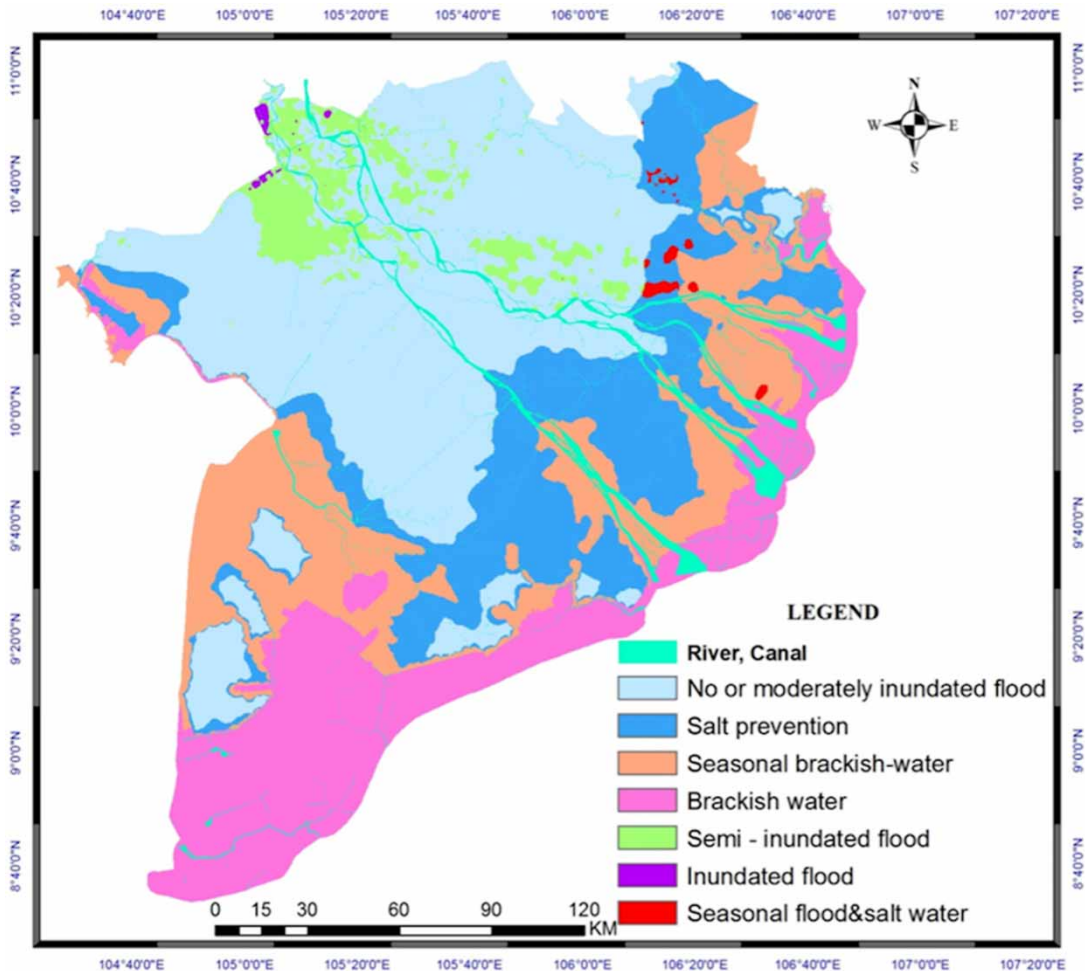 104°40'0"E 105°0'0"E 105°20'0"E 105°40'0"E 106°0'0"E 106°20'0"E 106°40'0"E 107°0'0"E 107°20'0"E
11°0'0"N
10°40'0"N
10°20'0"N
10°0'0"N
9°40'0"N
9°20'0"N
9°0'0"N
8°40'0"N
N
W E
S
11°0'0"N
10°40'0"N
10°20'0"N
10°0'0"N
9°40'0"N
9°20'0"N
9°0'0"N
8°40'0"N
LEGEND
River, Canal
No or moderately inundated flood
Salt prevention
Seasonal brackish-water
Brackish water
Semi - inundated flood
Inundated flood
Seasonal flood&salt water
0 15 30 60 90 120
KM
104°40'0"E 105°0'0"E 105°20'0"E 105°40'0"E 106°0'0"E 106°20'0"E 106°40'0"E 107°0'0"E 107°20'0"E